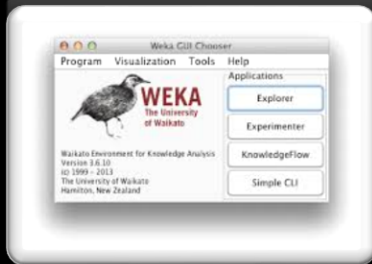 Weka GUI Chooser
Program Visualization Tools Help
Applications
WEKA
The University
of Waikato
Explorer
Experimenter
KnowledgeFlow
Simple CLI
Waikato Environment for Knowledge Analysis
Version 3.6.10
(c) 1999 - 2013
The University of Waikato
Hamilton, New Zealand